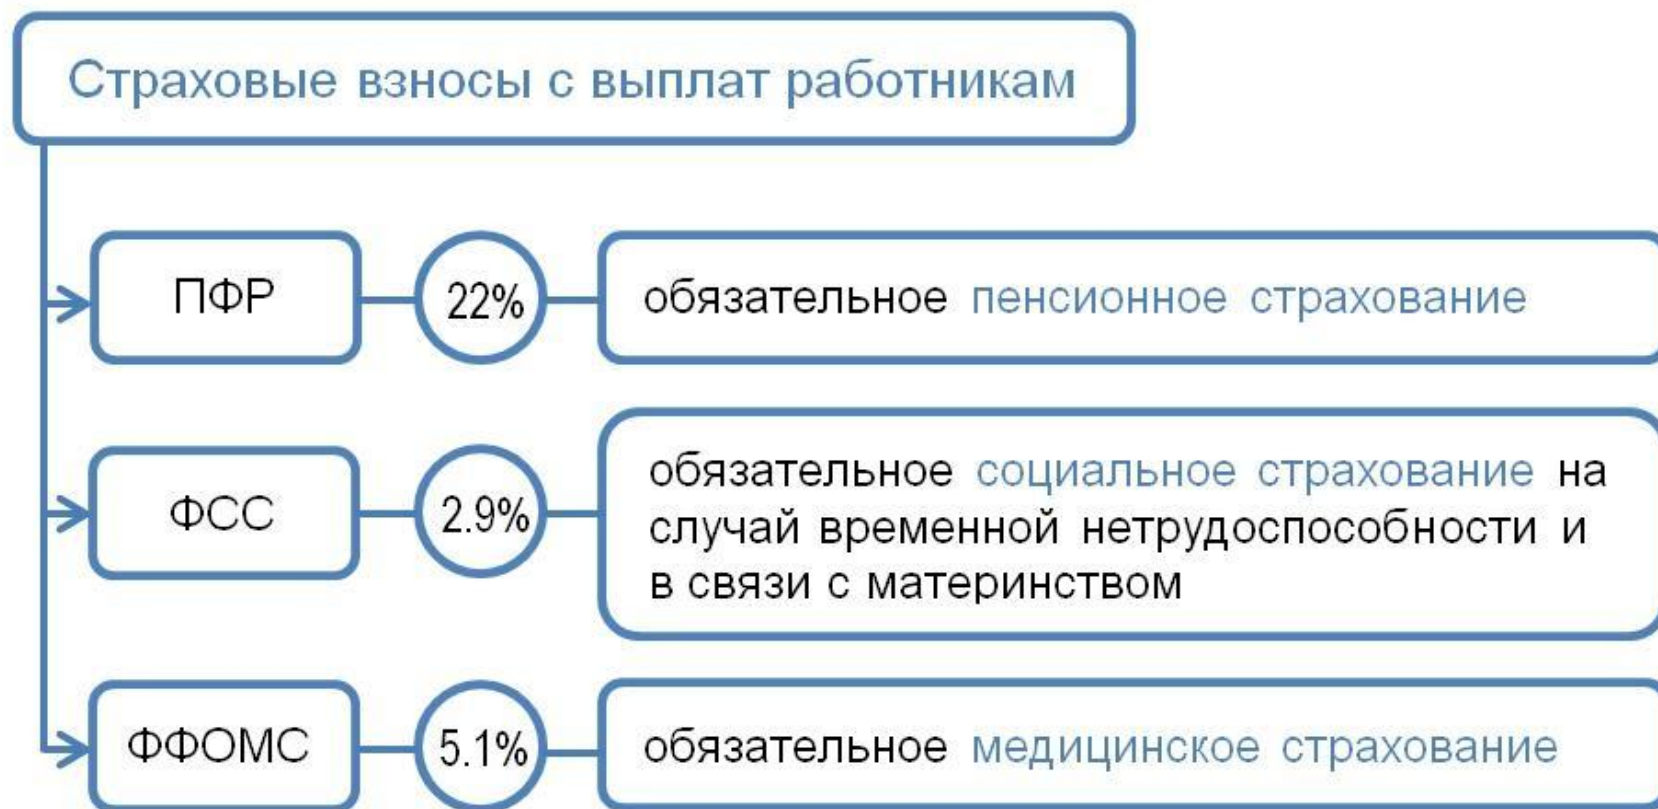 Страховые взносы с выплат работникам
ПФР
22%
обязательное пенсионное страхование
ФСС
2.9%
обязательное социальное страхование на
случай временной нетрудоспособности и
в связи с материнством
ФФОМС
5.1%
обязательное медицинское страхование